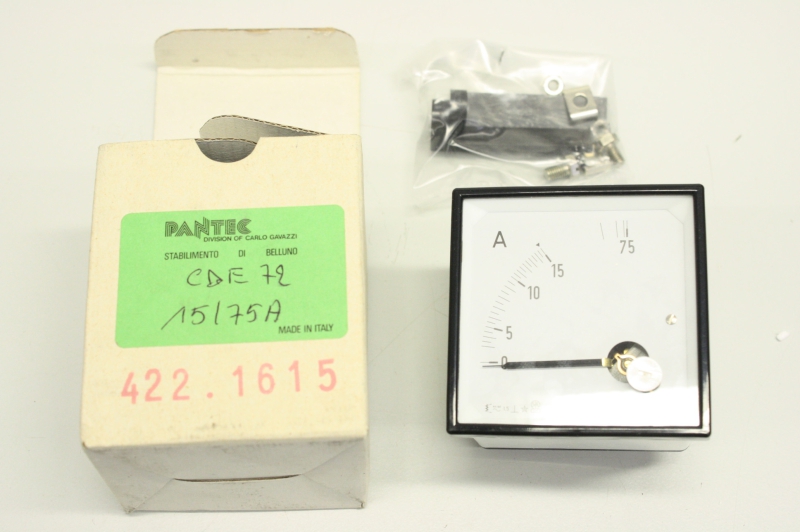 PANTEC
DIVISION OF CARLO GAVAZZI
STABILIMENTO DI BELLUNO
CDE 72
15/75A
MADE IN ITALY
422.1615
A
75
15
10
5
0